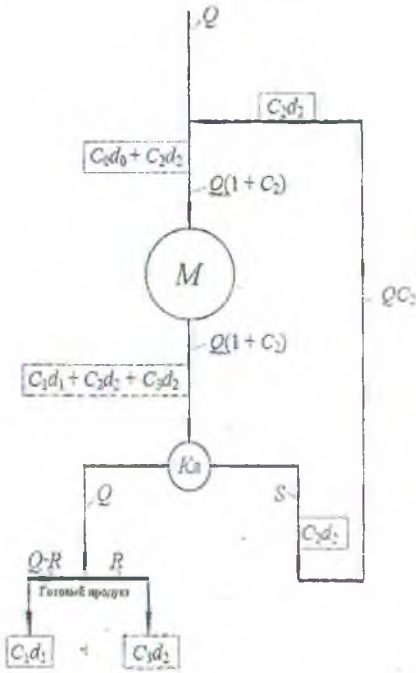 Q
C₂d₂
C₀d₀ + C₂d₂
Q(1 + C₂)
M
QC₂
Q(1 + C₂)
C₁d₁ + C₂d₂ + C₃d₂
Кл
Q
S
C₂d₂
Q-R
R
Готовый продукт
C₁d₁
C₃d₂